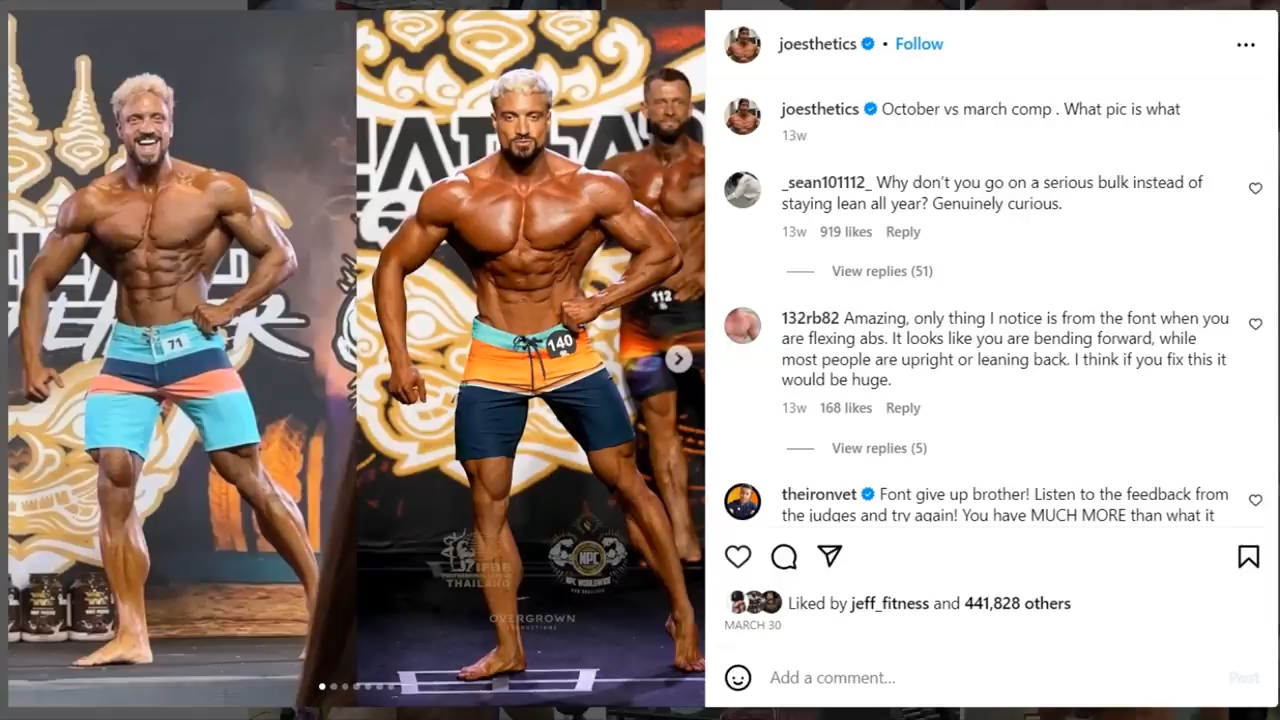 joesthetics • Follow
joesthetics October vs march comp . What pic is what
13w
_sean101112_ Why don't you go on a serious bulk instead of
staying lean all year? Genuinely curious.
13w 919 likes Reply
View replies (51)
132rb82 Amazing, only thing I notice is from the font when you
are flexing abs. It looks like you are bending forward, while
most people are upright or leaning back. I think if you fix this it
would be huge.
13w 168 likes Reply
View replies (5)
theironvet Font give up brother! Listen to the feedback from
the judges and try again! You have MUCH MORE than what it
Liked by jeff_fitness and 441,828 others
MARCH 30
Add a comment...
Post
71
140
112
THAILAND
NPC
NPC WORLDWIDE
OVERGROWN
PRODUCTIONS